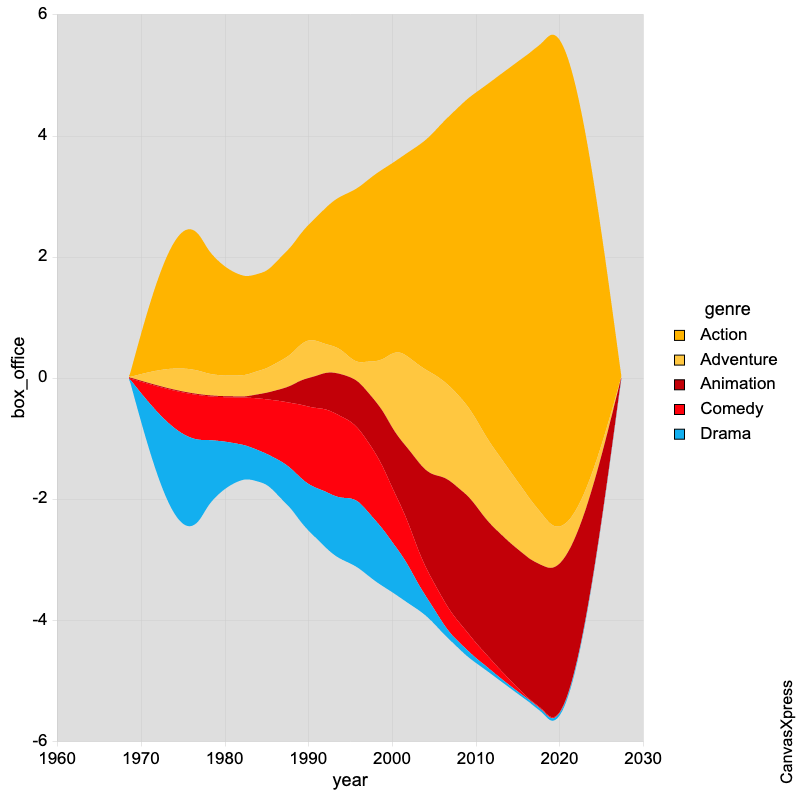 6
4
2
0
-2
-4
-6
box_office
1960 1970 1980 1990 2000 2010 2020 2030
year
genre
Action
Adventure
Animation
Comedy
Drama
CanvasXpress